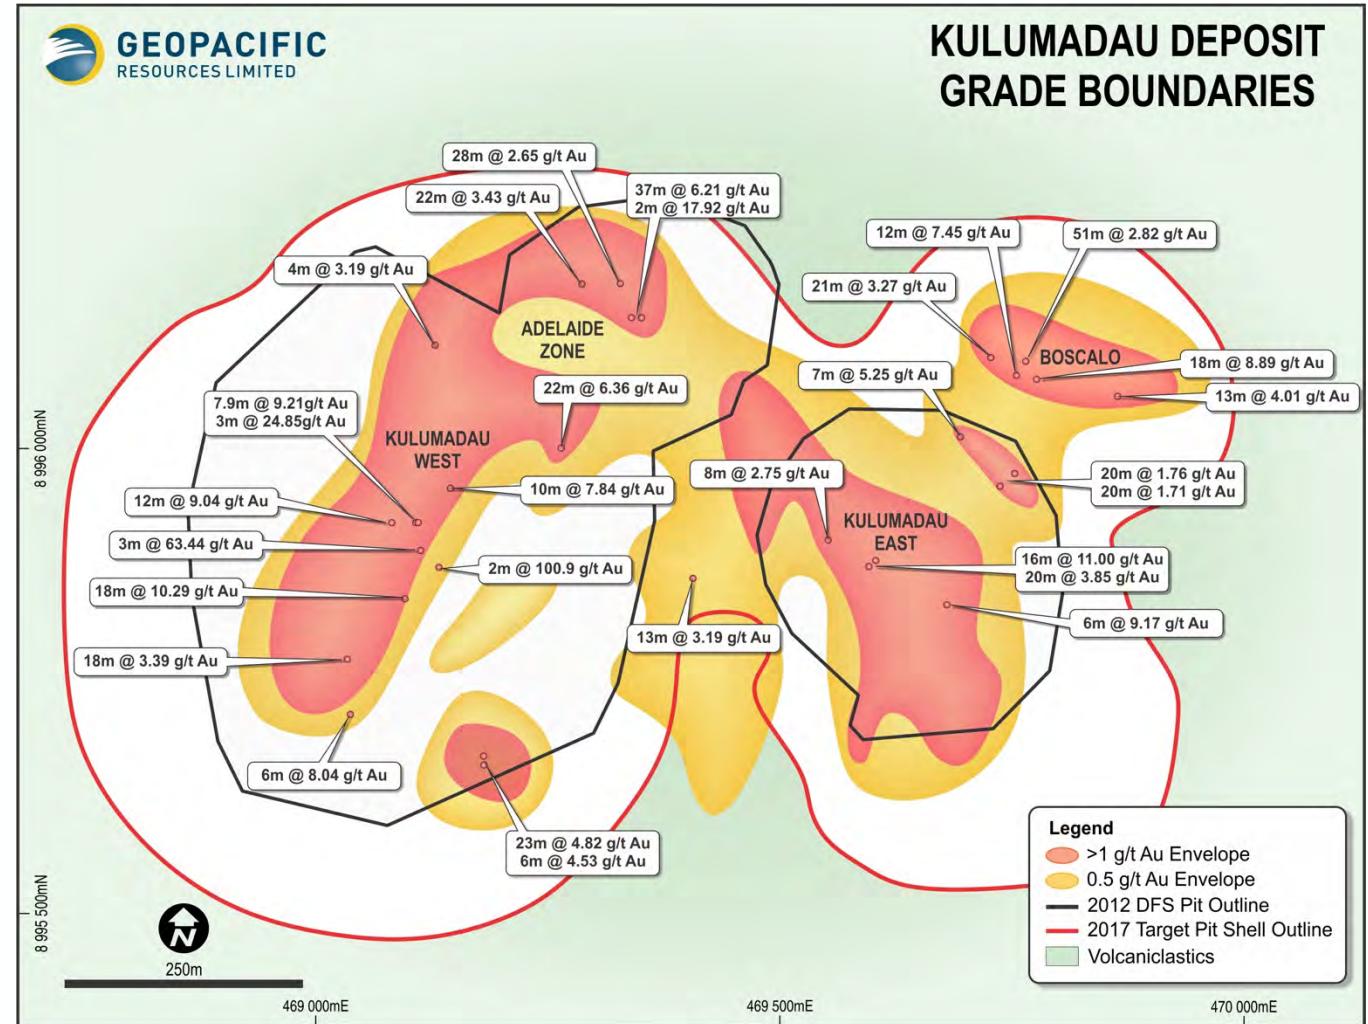 GEOPACIFIC
RESOURCES LIMITED
KULUMADAU DEPOSIT
GRADE BOUNDARIES
28m @ 2.65 g/t Au
22m @ 3.43 g/t Au
37m @ 6.21 g/t Au
2m @ 17.92 g/t Au
12m @ 7.45 g/t Au
51m @ 2.82 g/t Au
4m @ 3.19 g/t Au
21m @ 3.27 g/t Au
ADELAIDE
ZONE
BOSCALO
18m @ 8.89 g/t Au
7m @ 5.25 g/t Au
22m @ 6.36 g/t Au
13m @ 4.01 g/t Au
7.9m @ 9.21g/t Au
3m @ 24.85g/t Au
KULUMADAU
WEST
8 996 000mN
8m @ 2.75 g/t Au
20m @ 1.76 g/t Au
20m @ 1.71 g/t Au
10m @ 7.84 g/t Au
12m @ 9.04 g/t Au
KULUMADAU
EAST
3m @ 63.44 g/t Au
2m @ 100.9 g/t Au
16m @ 11.00 g/t Au
20m @ 3.85 g/t Au
18m @ 10.29 g/t Au
6m @ 9.17 g/t Au
13m @ 3.19 g/t Au
18m @ 3.39 g/t Au
6m @ 8.04 g/t Au
23m @ 4.82 g/t Au
6m @ 4.53 g/t Au
Legend
>1 g/t Au Envelope
0.5 g/t Au Envelope
2012 DFS Pit Outline
2017 Target Pit Shell Outline
Volcaniclastics
8 995 500mN
N
250m
469 000mE
469 500mE
470 000mE